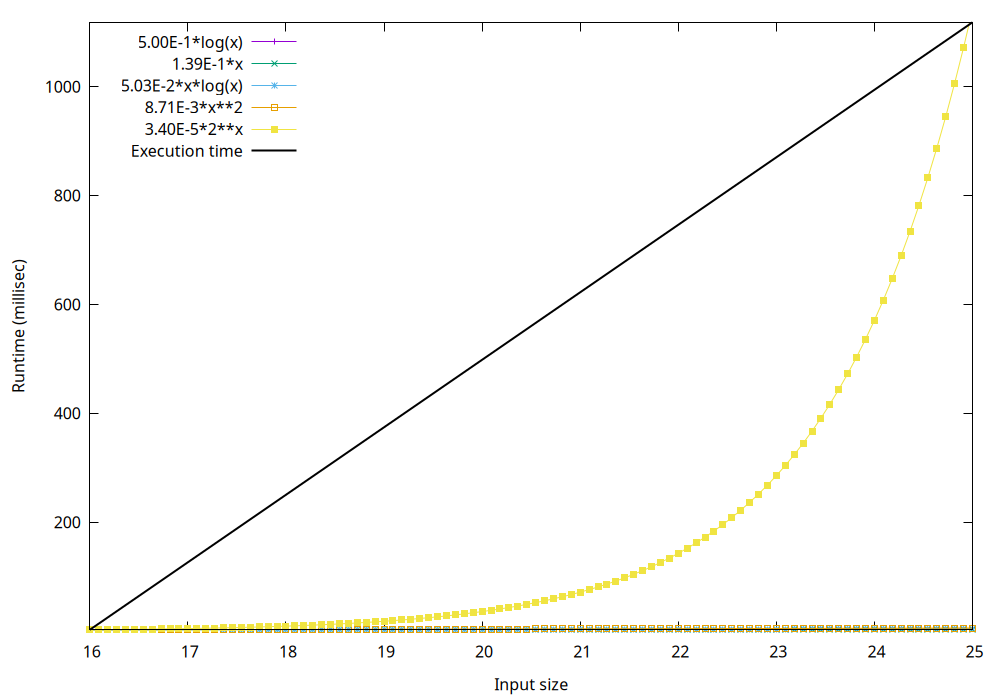 5.00E-1*log(x)
1.39E-1*x
5.03E-2*x*log(x)
8.71E-3*x**2
3.40E-5*2**x
Execution time
1000
800
600
400
200
Runtime (millisec)
16 17 18 19 20 21 22 23 24 25
Input size